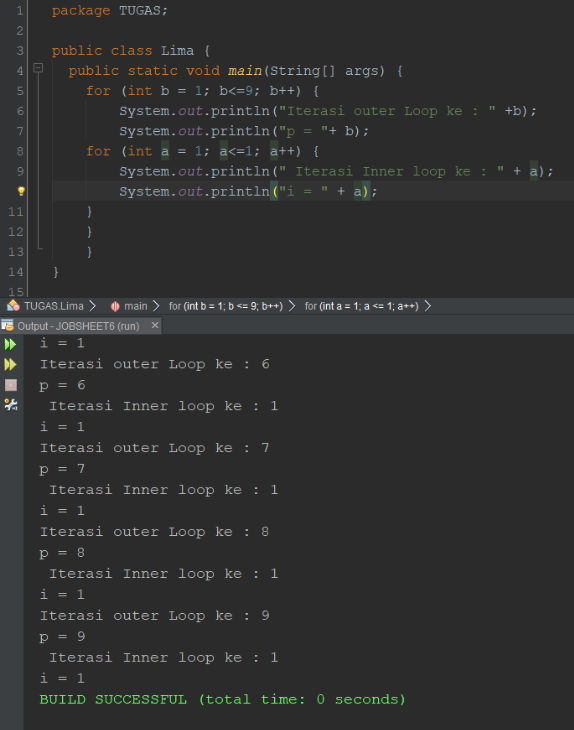 1 package TUGAS;
2
3 public class Lima {
4 public static void main(String[] args) {
5 for (int b = 1; b<=9; b++) {
6 System.out.println("Iterasi outer Loop ke : " +b);
7 System.out.println("p = "+ b);
8 for (int a = 1; a<=1; a++) {
9 System.out.println(" Iterasi Inner loop ke : " + a);
System.out.println("i = " + a);
11 }
12 }
13 }
14 }
15
TUGAS.Lima > main > for (int b = 1; b <= 9; b++) > for (int a = 1; a <= 1; a++) >
Output - JOBSHEET6 (run) ×
i = 1
Iterasi outer Loop ke : 6
p = 6
Iterasi Inner loop ke : 1
i = 1
Iterasi outer Loop ke : 7
p = 7
Iterasi Inner loop ke : 1
i = 1
Iterasi outer Loop ke : 8
p = 8
Iterasi Inner loop ke : 1
i = 1
Iterasi outer Loop ke : 9
p = 9
Iterasi Inner loop ke : 1
i = 1
BUILD SUCCESSFUL (total time: 0 seconds)